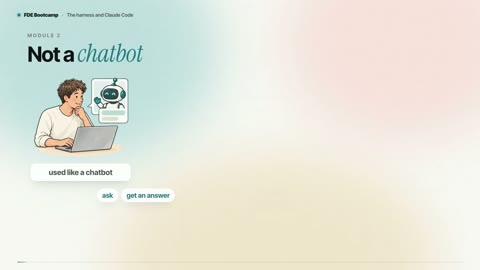 FDE Bootcamp · The harness and Claude Code
MODULE 2
Not a chatbot
used like a chatbot
ask
get an answer